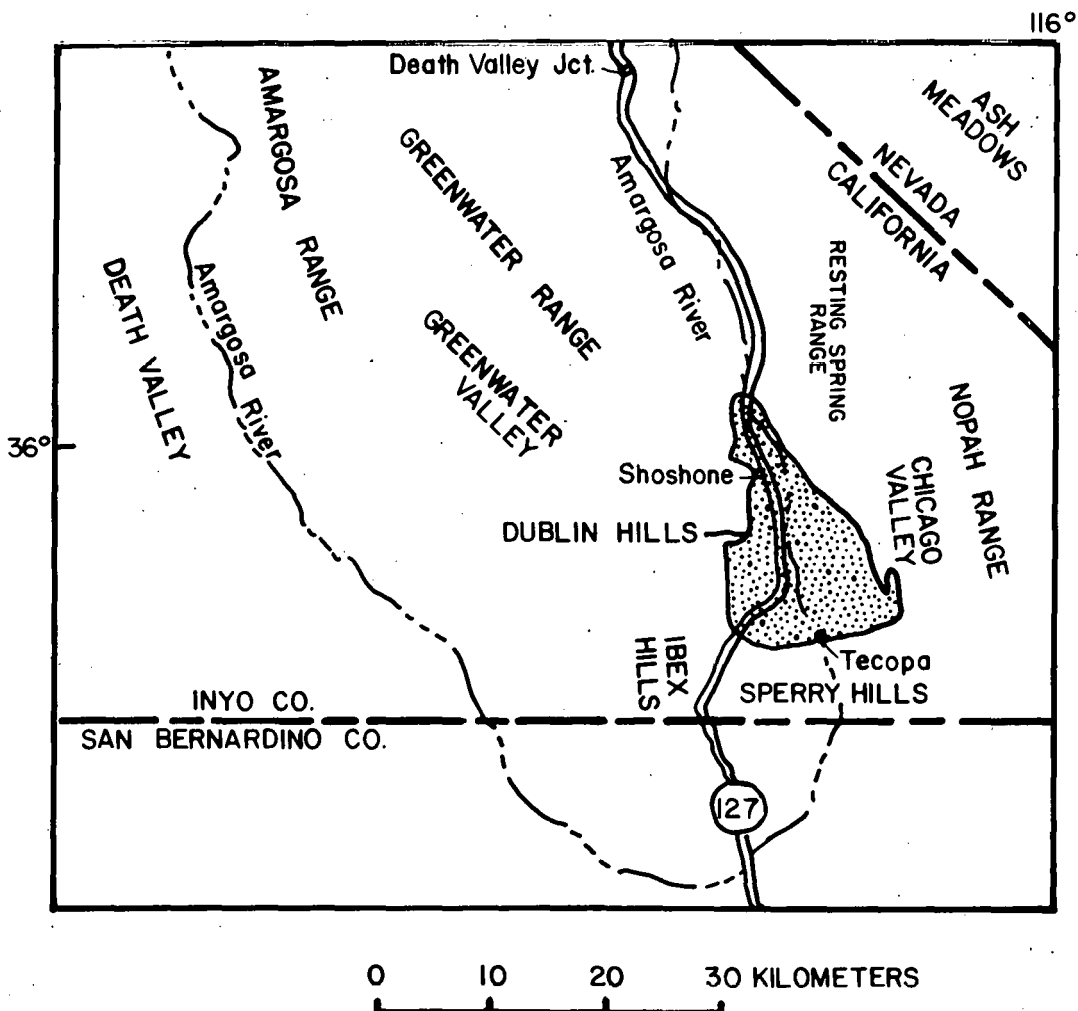 116°
Death Valley Jct.
AMARGOSA RANGE
GREENWATER RANGE
ASH
MEADOWS
NEVADA
CALIFORNIA
Amargosa River
DEATH VALLEY
Amargosa River
GREENWATER
VALLEY
RESTING SPRING
RANGE
NOPAH RANGE
CHICAGO
VALLEY
36°
Shoshone
DUBLIN HILLS
IBEX
HILLS
Tecopa
SPERRY HILLS
INYO CO.
SAN BERNARDINO CO.
127
0 10 20 30 KILOMETERS